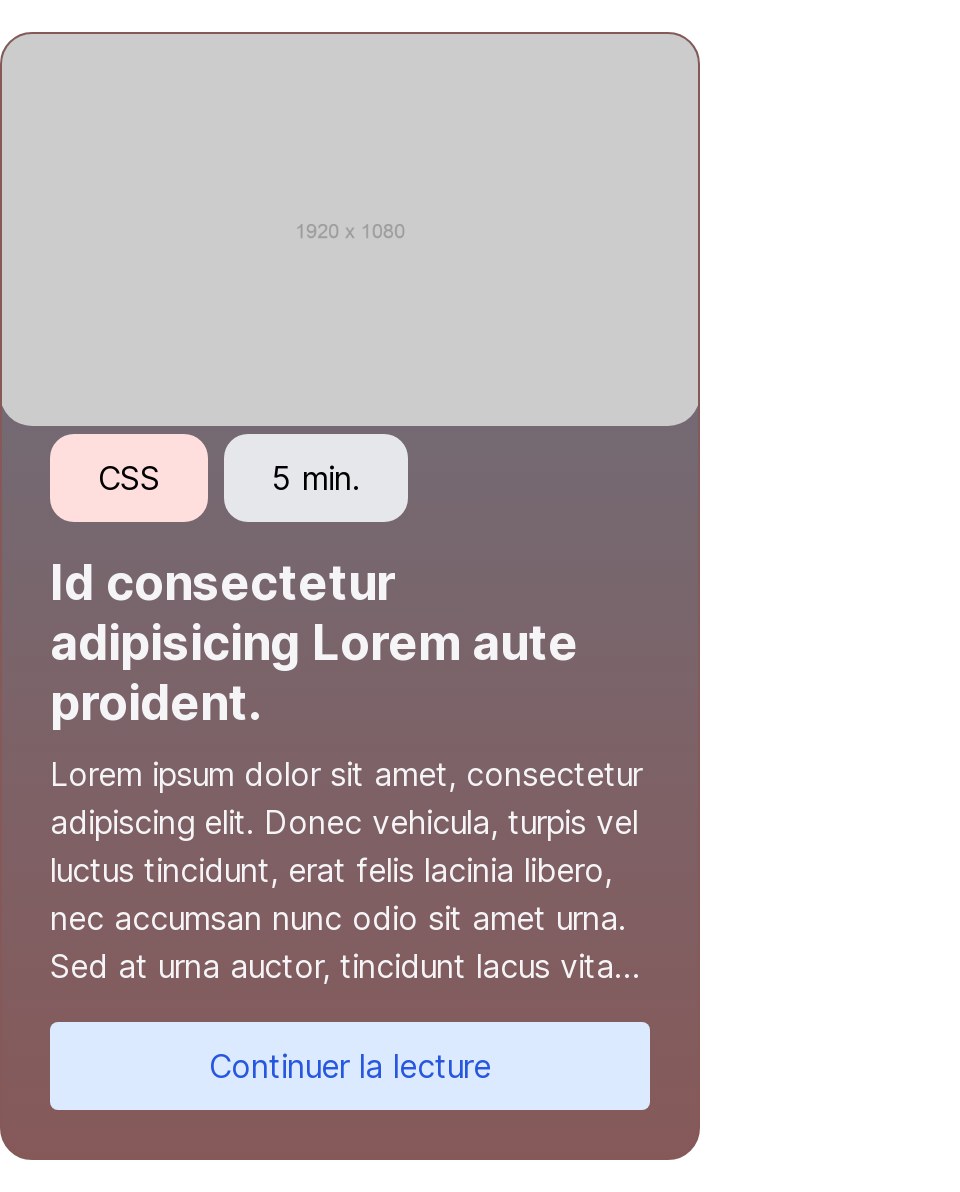 1920 x 1080
CSS
5 min.
Id consectetur
adipisicing Lorem aute
proident.
Lorem ipsum dolor sit amet, consectetur
adipiscing elit. Donec vehicula, turpis vel
luctus tincidunt, erat felis lacinia libero,
nec accumsan nunc odio sit amet urna.
Sed at urna auctor, tincidunt lacus vita...
Continuer la lecture